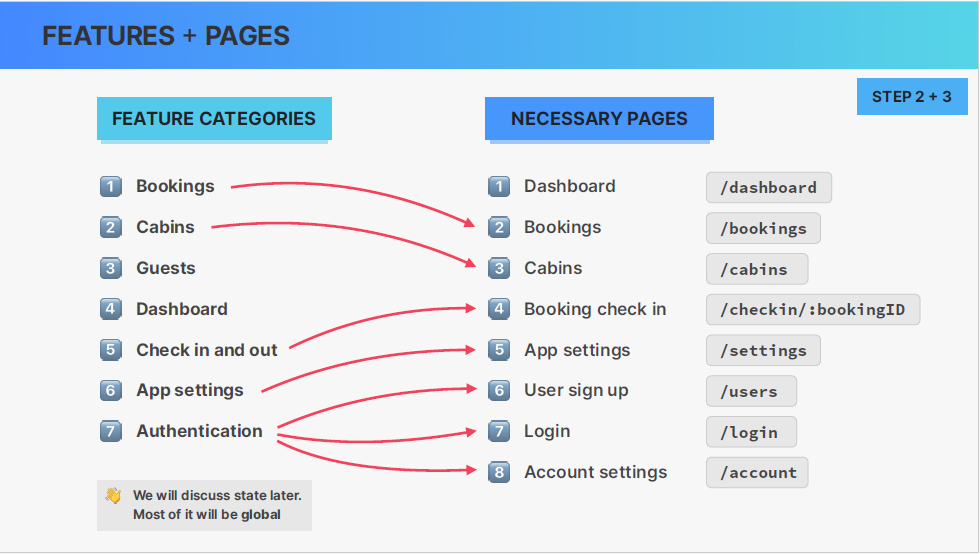 FEATURES + PAGES
STEP 2 + 3
FEATURE CATEGORIES
1 Bookings
2 Cabins
3 Guests
4 Dashboard
5 Check in and out
6 App settings
7 Authentication
👋 We will discuss state later.
Most of it will be global
NECESSARY PAGES
1 Dashboard /dashboard
2 Bookings /bookings
3 Cabins /cabins
4 Booking check in /checkin/:bookingID
5 App settings /settings
6 User sign up /users
7 Login /login
8 Account settings /account